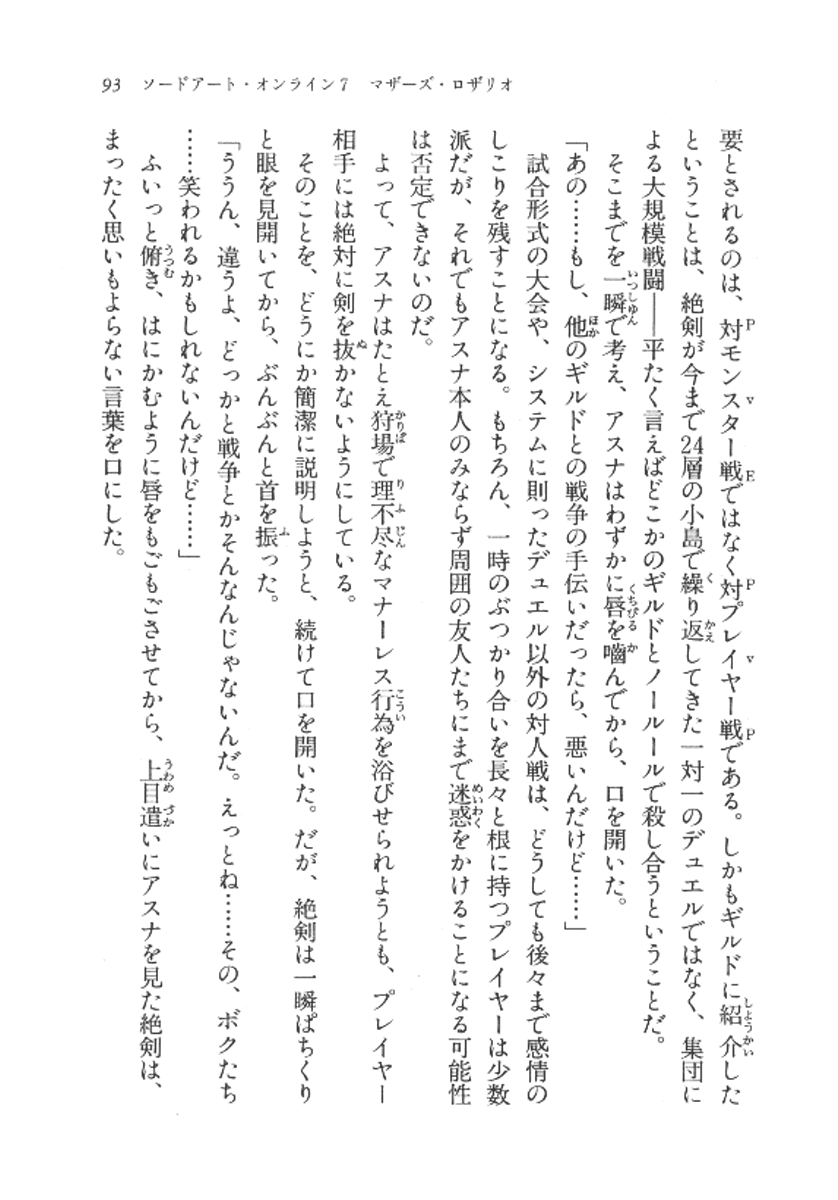 93 ソードアート・オンライン7 マザーズ・ロザリオ
要とされるのは、対モンスター戦ではなく対プレイヤー戦である。しかもギルドに紹介した
ということは、絶剣が今まで24層の小島で繰り返してきた一対一のデュエルではなく、集団に
よる大規模戦闘――平たく言えばどこかのギルドとノールールで殺し合うということだ。
そこまでを一瞬で考え、アスナはわずかに唇を嚙んでから、口を開いた。
「あの……もし、他のギルドとの戦争の手伝いだったら、悪いんだけど……」
試合形式の大会や、システムに則ったデュエル以外の対人戦は、どうしても後々まで感情の
しこりを残すことになる。もちろん、一時のぶつかり合いを長々と根に持つプレイヤーは少数
派だが、それでもアスナ本人のみならず周囲の友人たちにまで迷惑をかけることになる可能性
は否定できないのだ。
よって、アスナはたとえ狩場で理不尽なマナーレス行為を浴びせられようとも、プレイヤー
相手には絶対に剣を抜かないようにしている。
そのことを、どうにか簡潔に説明しようと、続けて口を開いた。だが、絶剣は一瞬ぱちくり
と眼を見開いてから、ぶんぶんと首を振った。
「ううん、違うよ、どっかと戦争とかそんなんじゃないんだ。えっとね……その、ボクたち
……笑われるかもしれないんだけど……」
ふいっと俯き、はにかむように唇をもごもごさせてから、上目遣いにアスナを見た絶剣は、
まったく思いもよらない言葉を口にした。